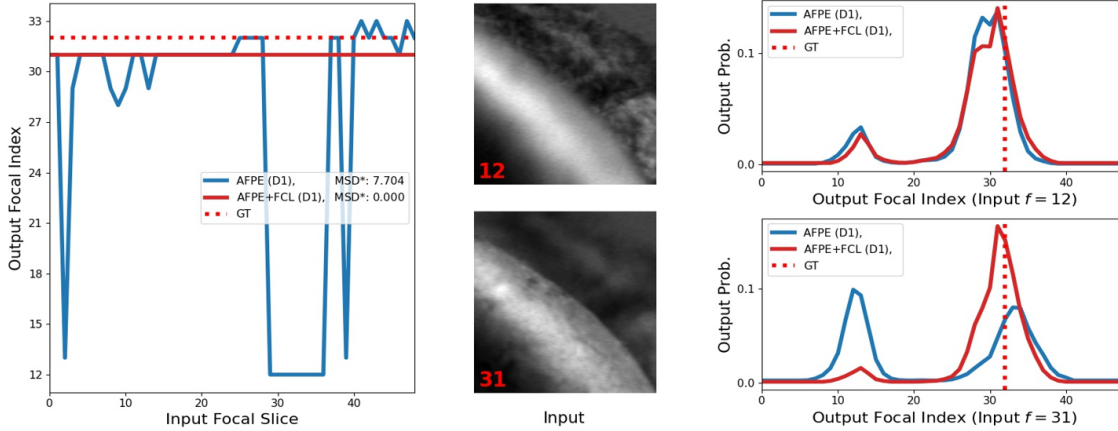 33
30
27
24
21
18
15
12
Output Focal Index
AFPE (D1), MSD*: 7.704
AFPE+FCL (D1), MSD*: 0.000
GT
0 10 20 30 40
Input Focal Slice
12
31
Input
Output Prob.
0.1
0.0
AFPE (D1),
AFPE+FCL (D1),
GT
0 10 20 30 40
Output Focal Index (Input f = 12)
Output Prob.
0.1
0.0
AFPE (D1),
AFPE+FCL (D1),
GT
0 10 20 30 40
Output Focal Index (Input f = 31)